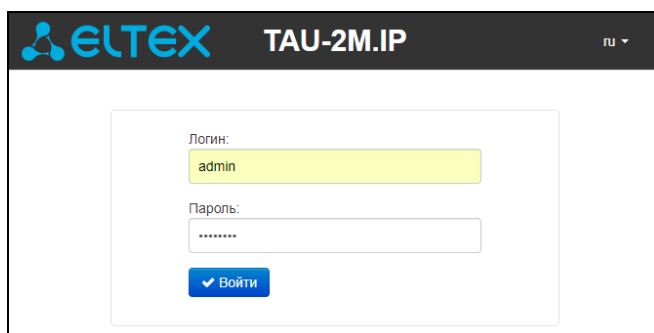 ELTEX TAU-2M.IP ru
Логин:
admin
Пароль:
••••••••
Войти